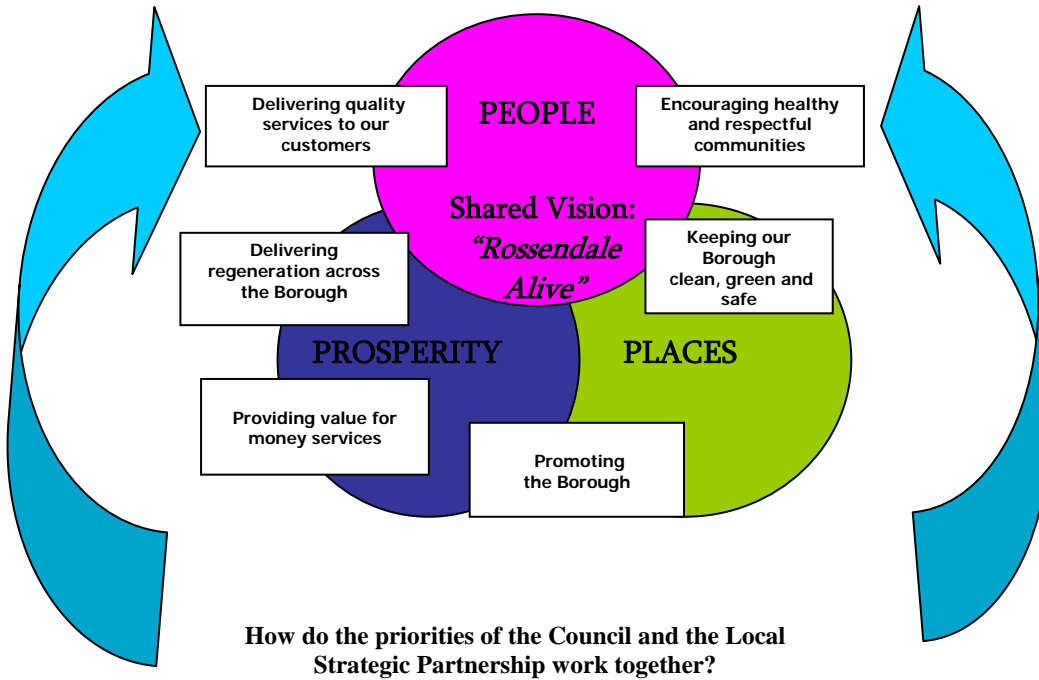 PEOPLE
Delivering quality
services to our
customers
Encouraging healthy
and respectful
communities
Shared Vision:
“Rossendale
Alive”
Delivering
regeneration across
the Borough
Keeping our
Borough
clean, green and
safe
PROSPERITY
PLACES
Providing value for
money services
Promoting
the Borough
How do the priorities of the Council and the Local
Strategic Partnership work together?